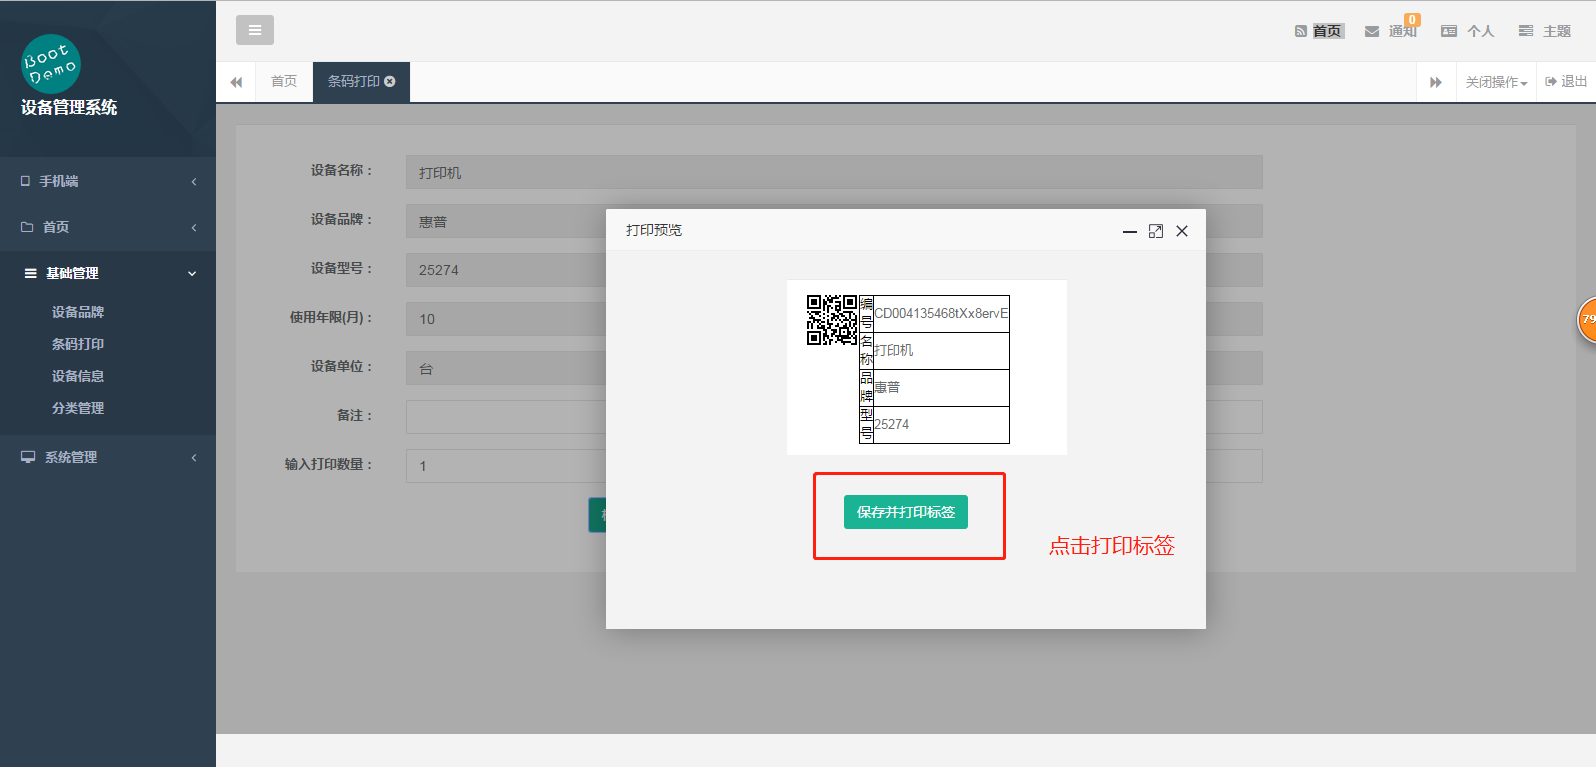 Boot
Demo
设备管理系统
手机端
首页
基础管理
设备品牌
条码打印
设备信息
分类管理
系统管理
首页
通知
0
个人
主题
首页
条码打印
关闭操作
退出
设备名称：
打印机
设备品牌：
惠普
设备型号：
25274
使用年限(月)：
10
设备单位：
台
备注：
输入打印数量：
1
打印预览
编号
CD004135468tXx8ervE
名称
打印机
品牌
惠普
型号
25274
保存并打印标签
点击打印标签
79